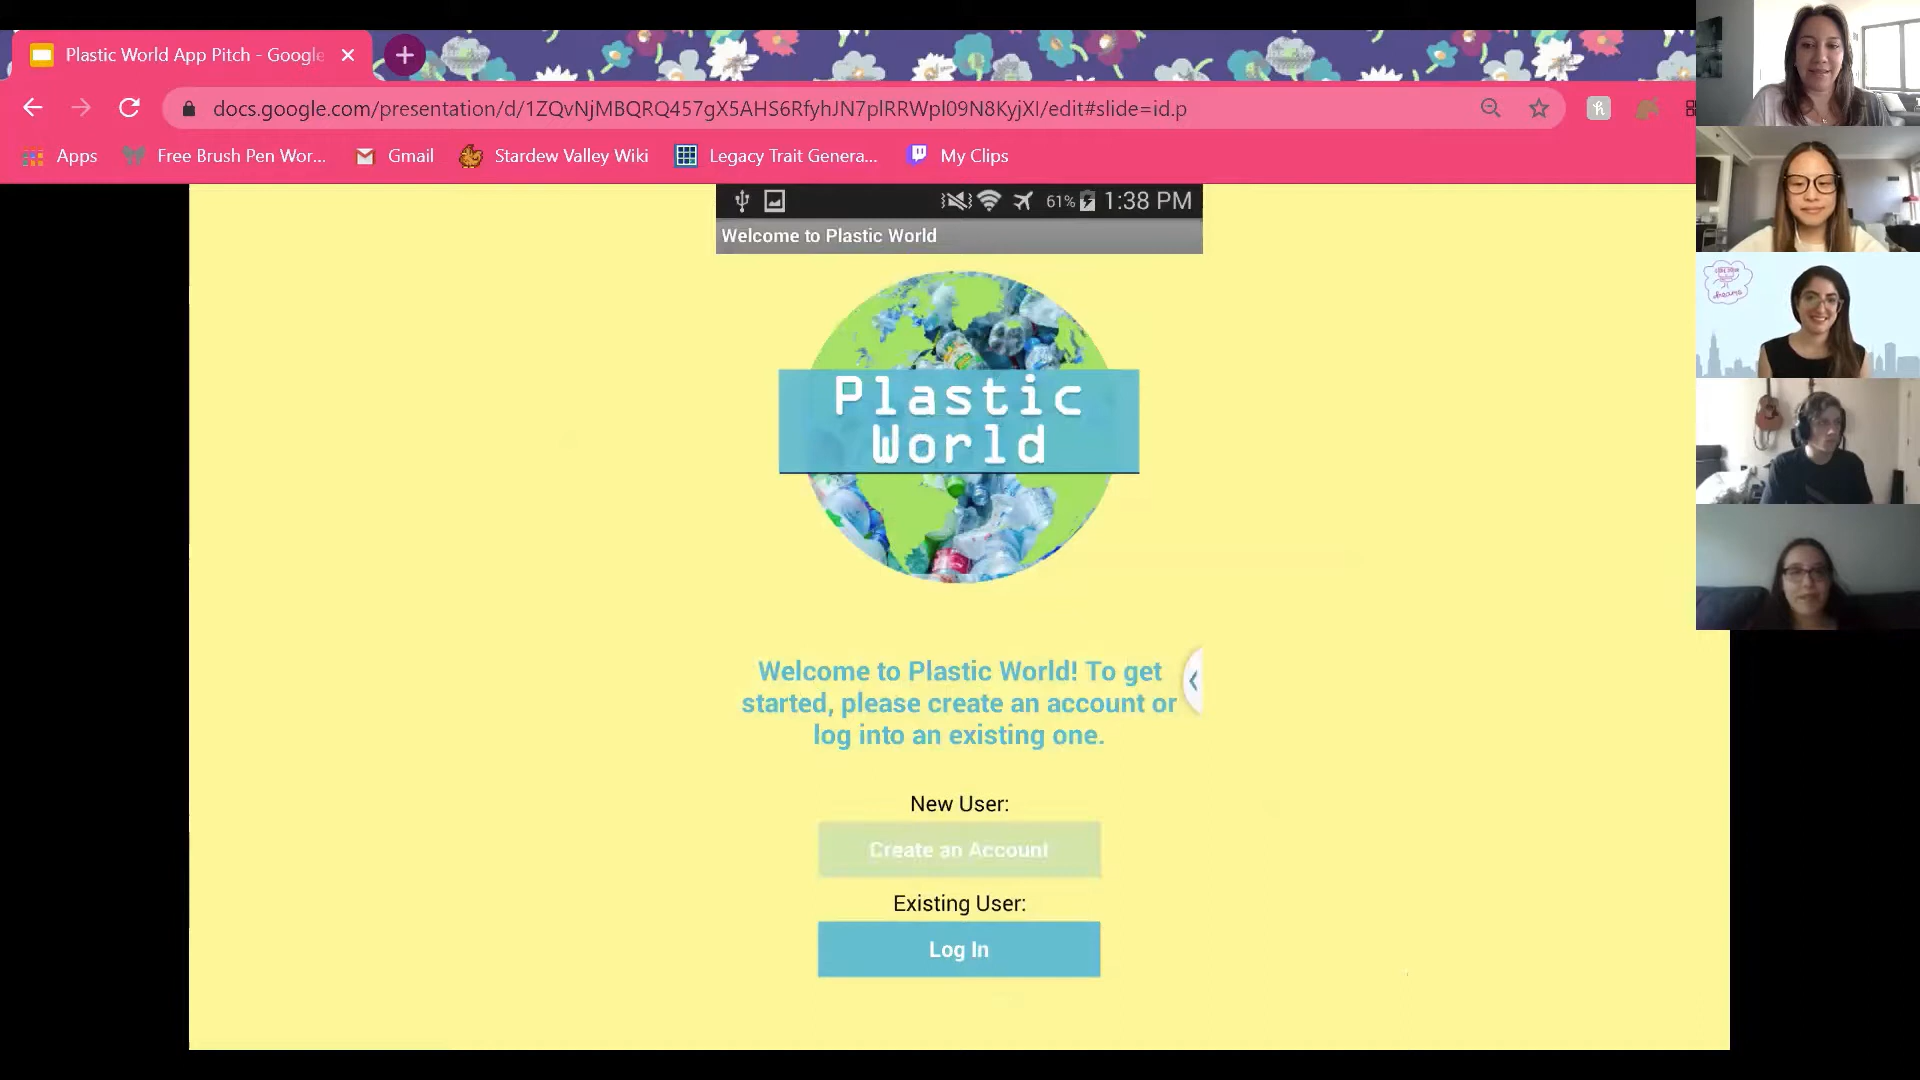 Plastic World App Pitch - Google
docs.google.com/presentation/d/1ZQvNjMBQRQ457gX5AHS6RfyhJN7plRRWpl09N8KyjXI/edit#slide=id.p
Apps
Free Brush Pen Wor...
Gmail
Stardew Valley Wiki
Legacy Trait Genera...
My Clips
61% 1:38 PM
Welcome to Plastic World
Plastic
World
Welcome to Plastic World! To get
started, please create an account or
log into an existing one.
New User:
Create an Account
Existing User:
Log In
dreams